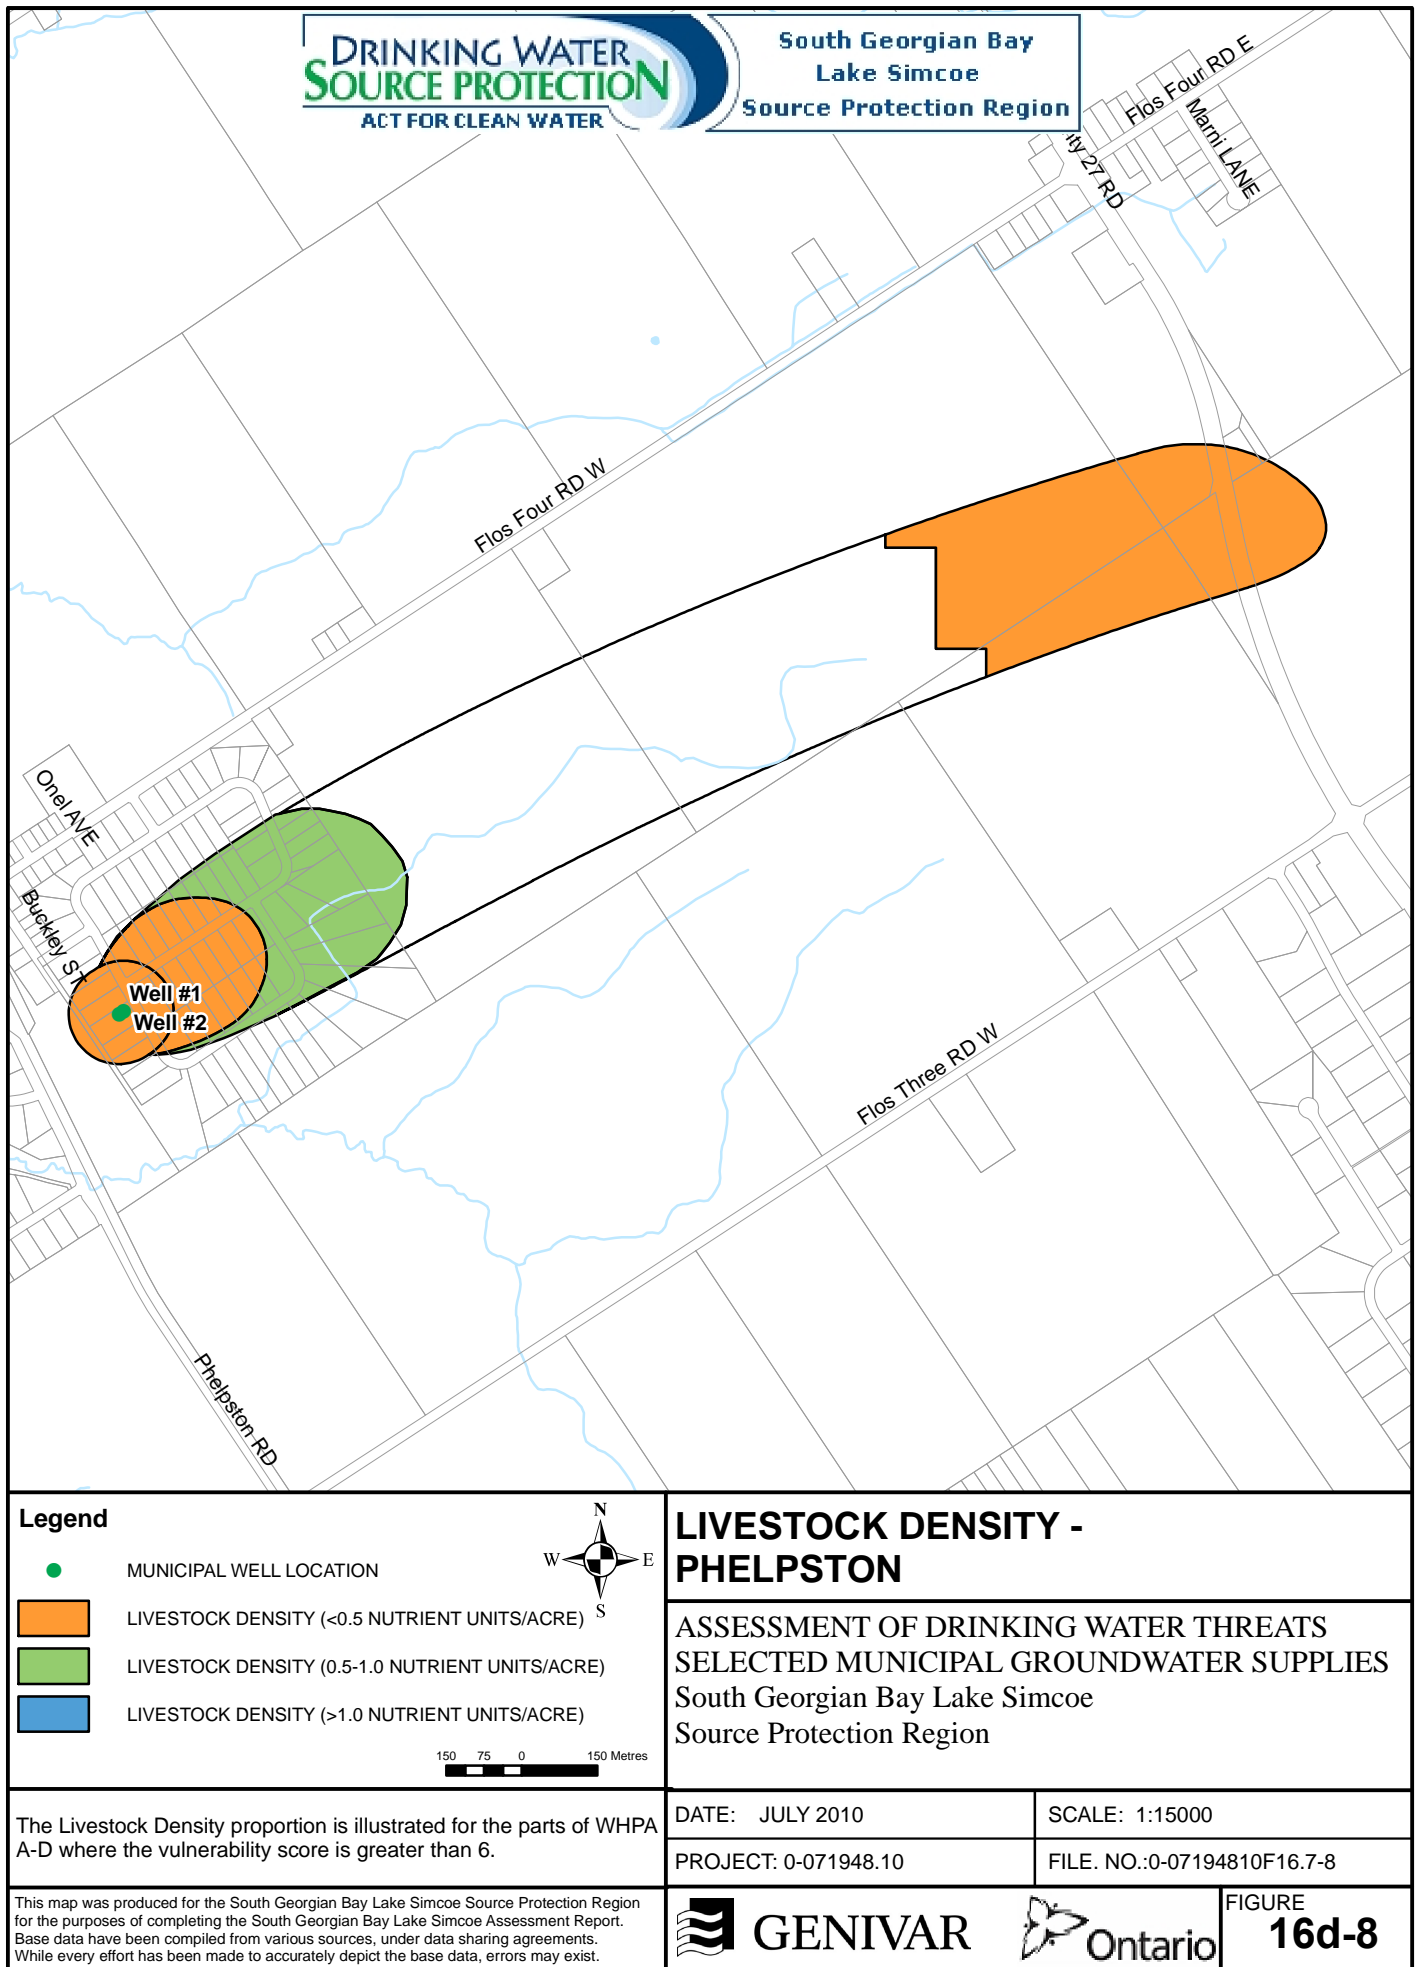 DRINKING WATER
SOURCE PROTECTION
ACT FOR CLEAN WATER
South Georgian Bay
Lake Simcoe
Source Protection Region
Flos Four RD E
Marni LANE
27 RD
Flos Four RD W
Onel AVE
Buckley ST
Well #1
Well #2
Flos Three RD W
Phelpston RD
Legend
N
W E
S
MUNICIPAL WELL LOCATION
LIVESTOCK DENSITY (<0.5 NUTRIENT UNITS/ACRE)
LIVESTOCK DENSITY (0.5-1.0 NUTRIENT UNITS/ACRE)
LIVESTOCK DENSITY (>1.0 NUTRIENT UNITS/ACRE)
150 75 0 150 Metres
The Livestock Density proportion is illustrated for the parts of WHPA
A-D where the vulnerability score is greater than 6.
This map was produced for the South Georgian Bay Lake Simcoe Source Protection Region
for the purposes of completing the South Georgian Bay Lake Simcoe Assessment Report.
Base data have been compiled from various sources, under data sharing agreements.
While every effort has been made to accurately depict the base data, errors may exist.
LIVESTOCK DENSITY -
PHELPSTON
ASSESSMENT OF DRINKING WATER THREATS
SELECTED MUNICIPAL GROUNDWATER SUPPLIES
South Georgian Bay Lake Simcoe
Source Protection Region
DATE: JULY 2010
SCALE: 1:15000
PROJECT: 0-071948.10
FILE. NO.:0-07194810F16.7-8
GENIVAR
Ontario
FIGURE
16d-8